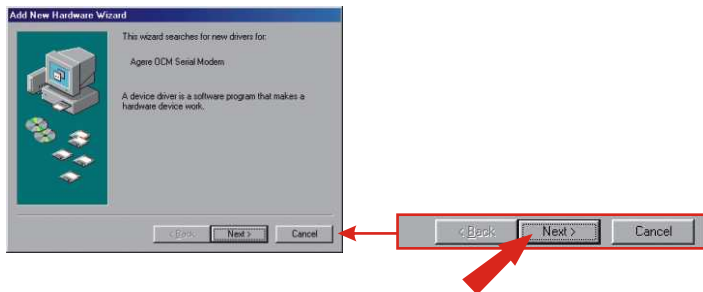 Add New Hardware Wizard
This wizard searches for new drivers for:
Agere OCM Serial Modem
A device driver is a software program that makes a
hardware device work.
< Back
Next >
Cancel
< Back
Next >
Cancel